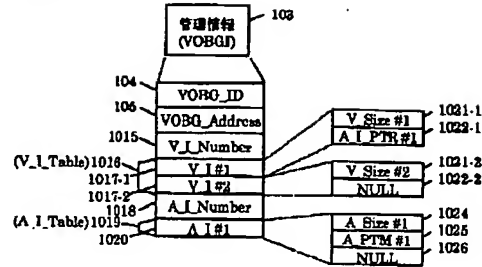 管理情報
(VOBGI)
103
104
VOBG_ID
106
VOBG_Address
1015
V_I_Number
(V_I_Table)1016
V_I#1
1017-1
V_I#2
1017-2
1018
A_I_Number
(A_I_Table)1019
A_I#1
1020
V_Size #1
1021-1
A_I_PTR#1
1022-1
V_Size #2
1021-2
NULL
1022-2
A_Size#1
1024
A_PTM #1
1025
NULL
1026